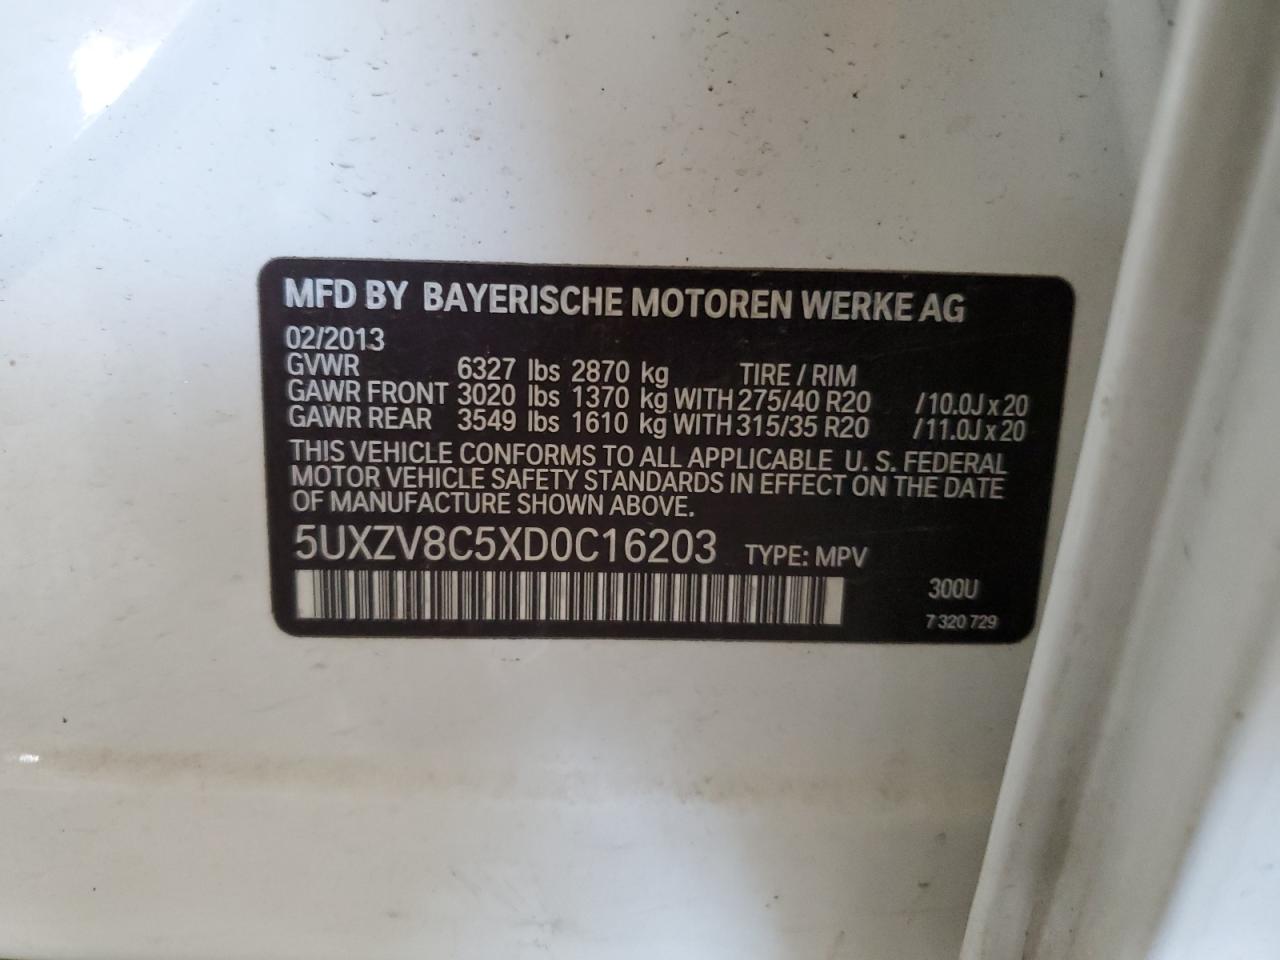 MFD BY BAYERISCHE MOTOREN WERKE AG
02/2013
GVWR 6327 lbs 2870 kg TIRE / RIM
GAWR FRONT 3020 lbs 1370 kg WITH 275/40 R20 /10.0J x 20
GAWR REAR 3549 lbs 1610 kg WITH 315/35 R20 /11.0J x 20
THIS VEHICLE CONFORMS TO ALL APPLICABLE U. S. FEDERAL
MOTOR VEHICLE SAFETY STANDARDS IN EFFECT ON THE DATE
OF MANUFACTURE SHOWN ABOVE.
5UXZV8C5XD0C16203 TYPE: MPV
300U
7 320 729